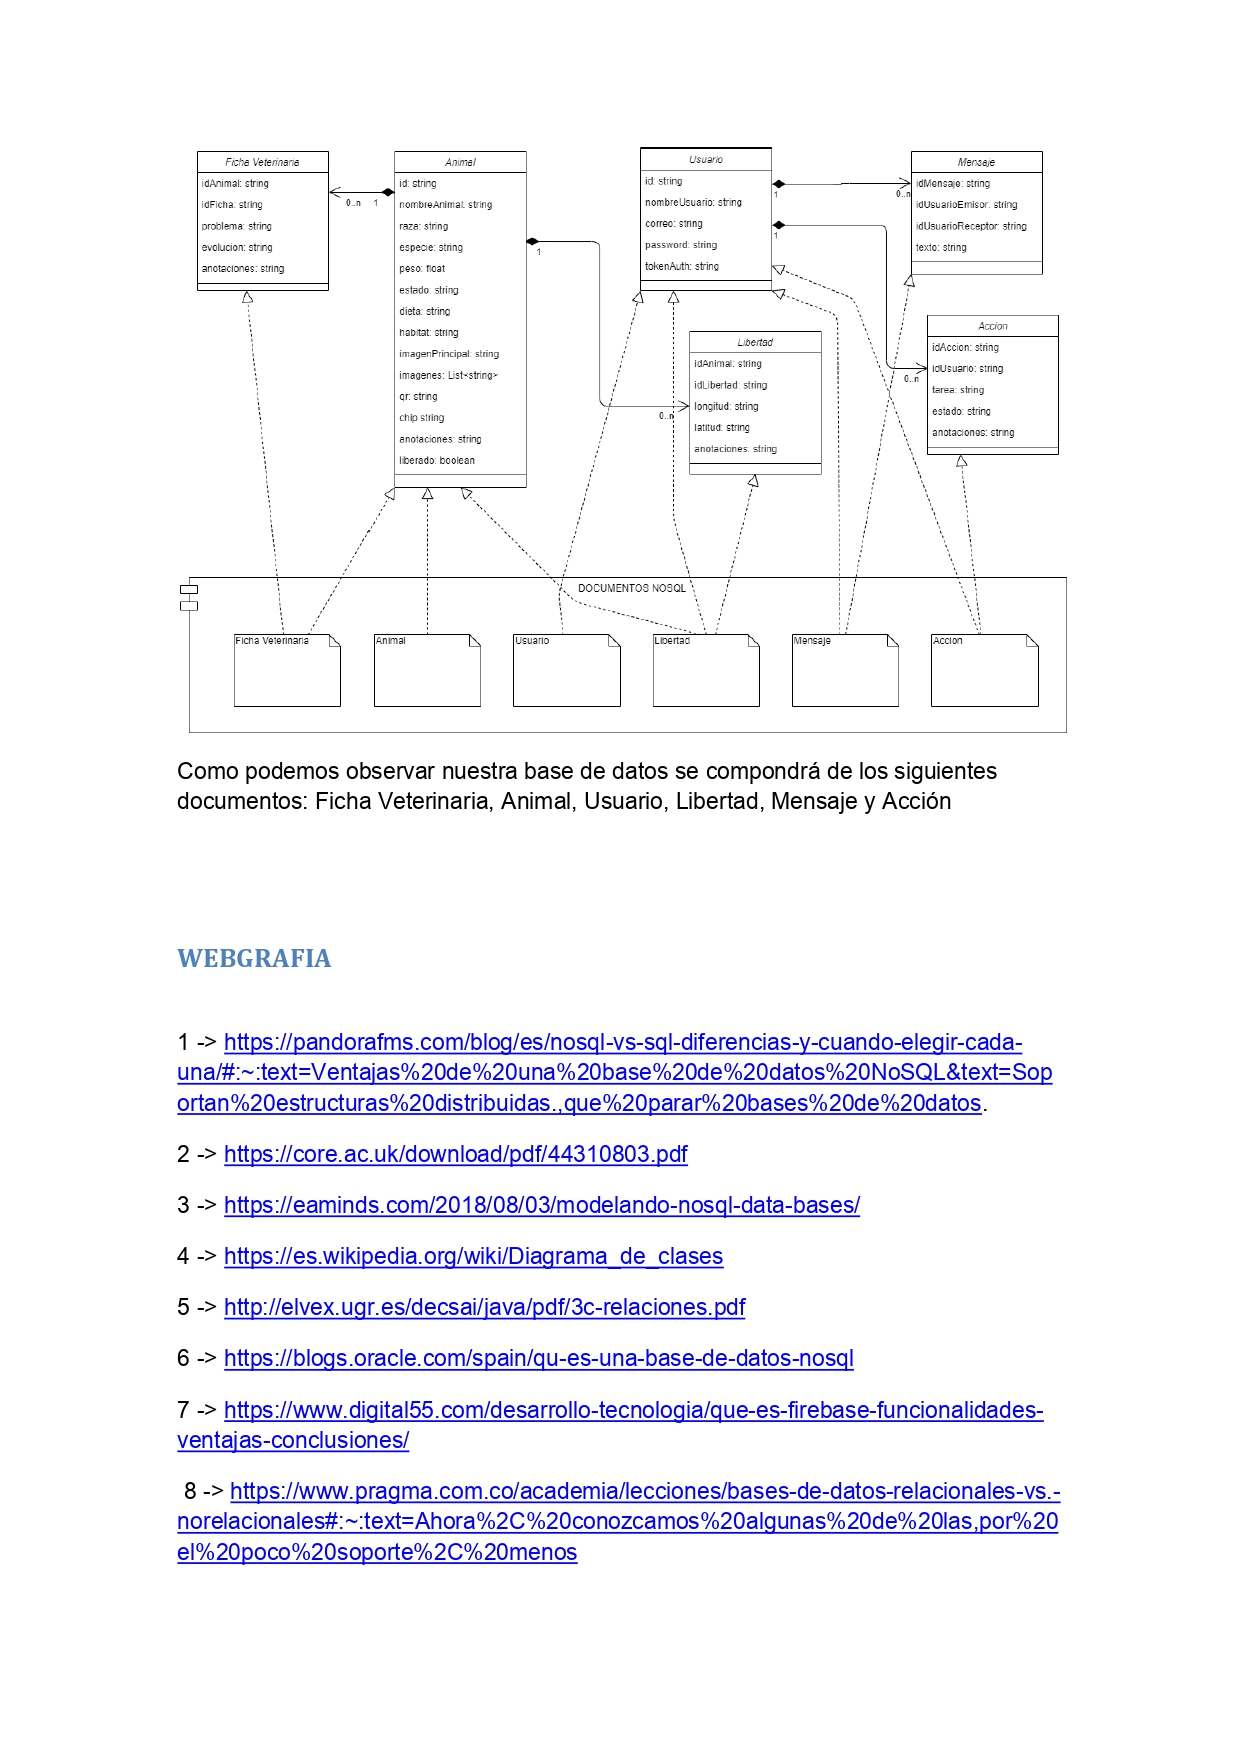 Ficha Veterinaria
idAnimal: string
idFicha: string
problema: string
evolucion: string
anotaciones: string
0..n 1
Animal
id: string
nombreAnimal: string
raza: string
especie: string
peso: float
estado: string
dieta: string
habitat: string
imagenPrincipal: string
imagenes: List<string>
qr: string
chip string
anotaciones: string
liberado: boolean
1
0..n
Usuario
id: string
nombreUsuario: string
correo: string
password: string
tokenAuth: string
1
0..n
1
0..n
Mensaje
idMensaje: string
idUsuarioEmisor: string
idUsuarioReceptor: string
texto: string
Libertad
idAnimal: string
idLibertad: string
longitud: string
latitud: string
anotaciones: string
Accion
idAccion: string
idUsuario: string
tarea: string
estado: string
anotaciones: string
DOCUMENTOS NOSQL
Ficha Veterinaria
Animal
Usuario
Libertad
Mensaje
Accion
Como podemos observar nuestra base de datos se compondrá de los siguientes
documentos: Ficha Veterinaria, Animal, Usuario, Libertad, Mensaje y Acción
WEBGRAFIA
1 -> https://pandorafms.com/blog/es/nosql-vs-sql-diferencias-y-cuando-elegir-cada-
una/#:~:text=Ventajas%20de%20una%20base%20de%20datos%20NoSQL&text=Sop
ortan%20estructuras%20distribuidas.,que%20parar%20bases%20de%20datos.
2 -> https://core.ac.uk/download/pdf/44310803.pdf
3 -> https://eaminds.com/2018/08/03/modelando-nosql-data-bases/
4 -> https://es.wikipedia.org/wiki/Diagrama_de_clases
5 -> http://elvex.ugr.es/decsai/java/pdf/3c-relaciones.pdf
6 -> https://blogs.oracle.com/spain/qu-es-una-base-de-datos-nosql
7 -> https://www.digital55.com/desarrollo-tecnologia/que-es-firebase-funcionalidades-
ventajas-conclusiones/
8 -> https://www.pragma.com.co/academia/lecciones/bases-de-datos-relacionales-vs.-
norelacionales#:~:text=Ahora%2C%20conozcamos%20algunas%20de%20las,por%20
el%20poco%20soporte%2C%20menos